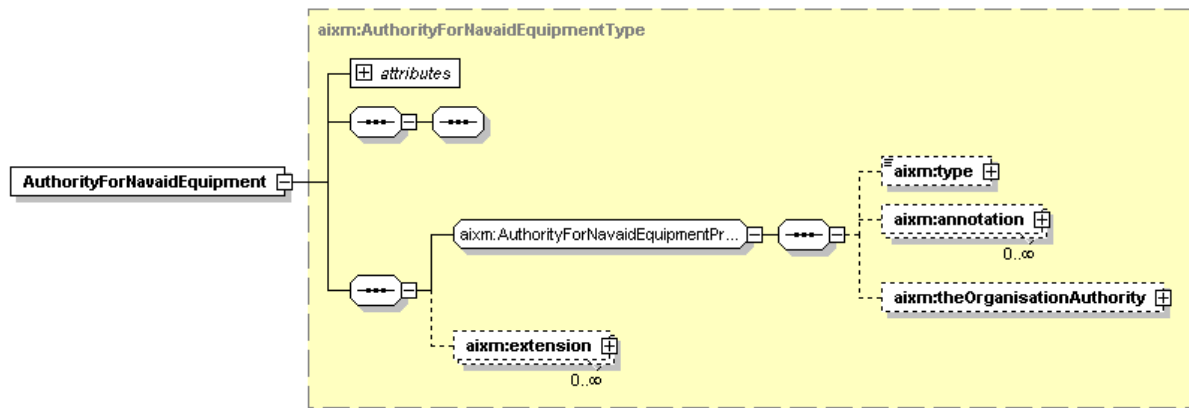 aixm:AuthorityForNavaidEquipmentType
attributes
AuthorityForNavaidEquipment
aixm:type
aixm:annotation
0..∞
aixm:AuthorityForNavaidEquipmentPr...
aixm:theOrganisationAuthority
aixm:extension
0..∞